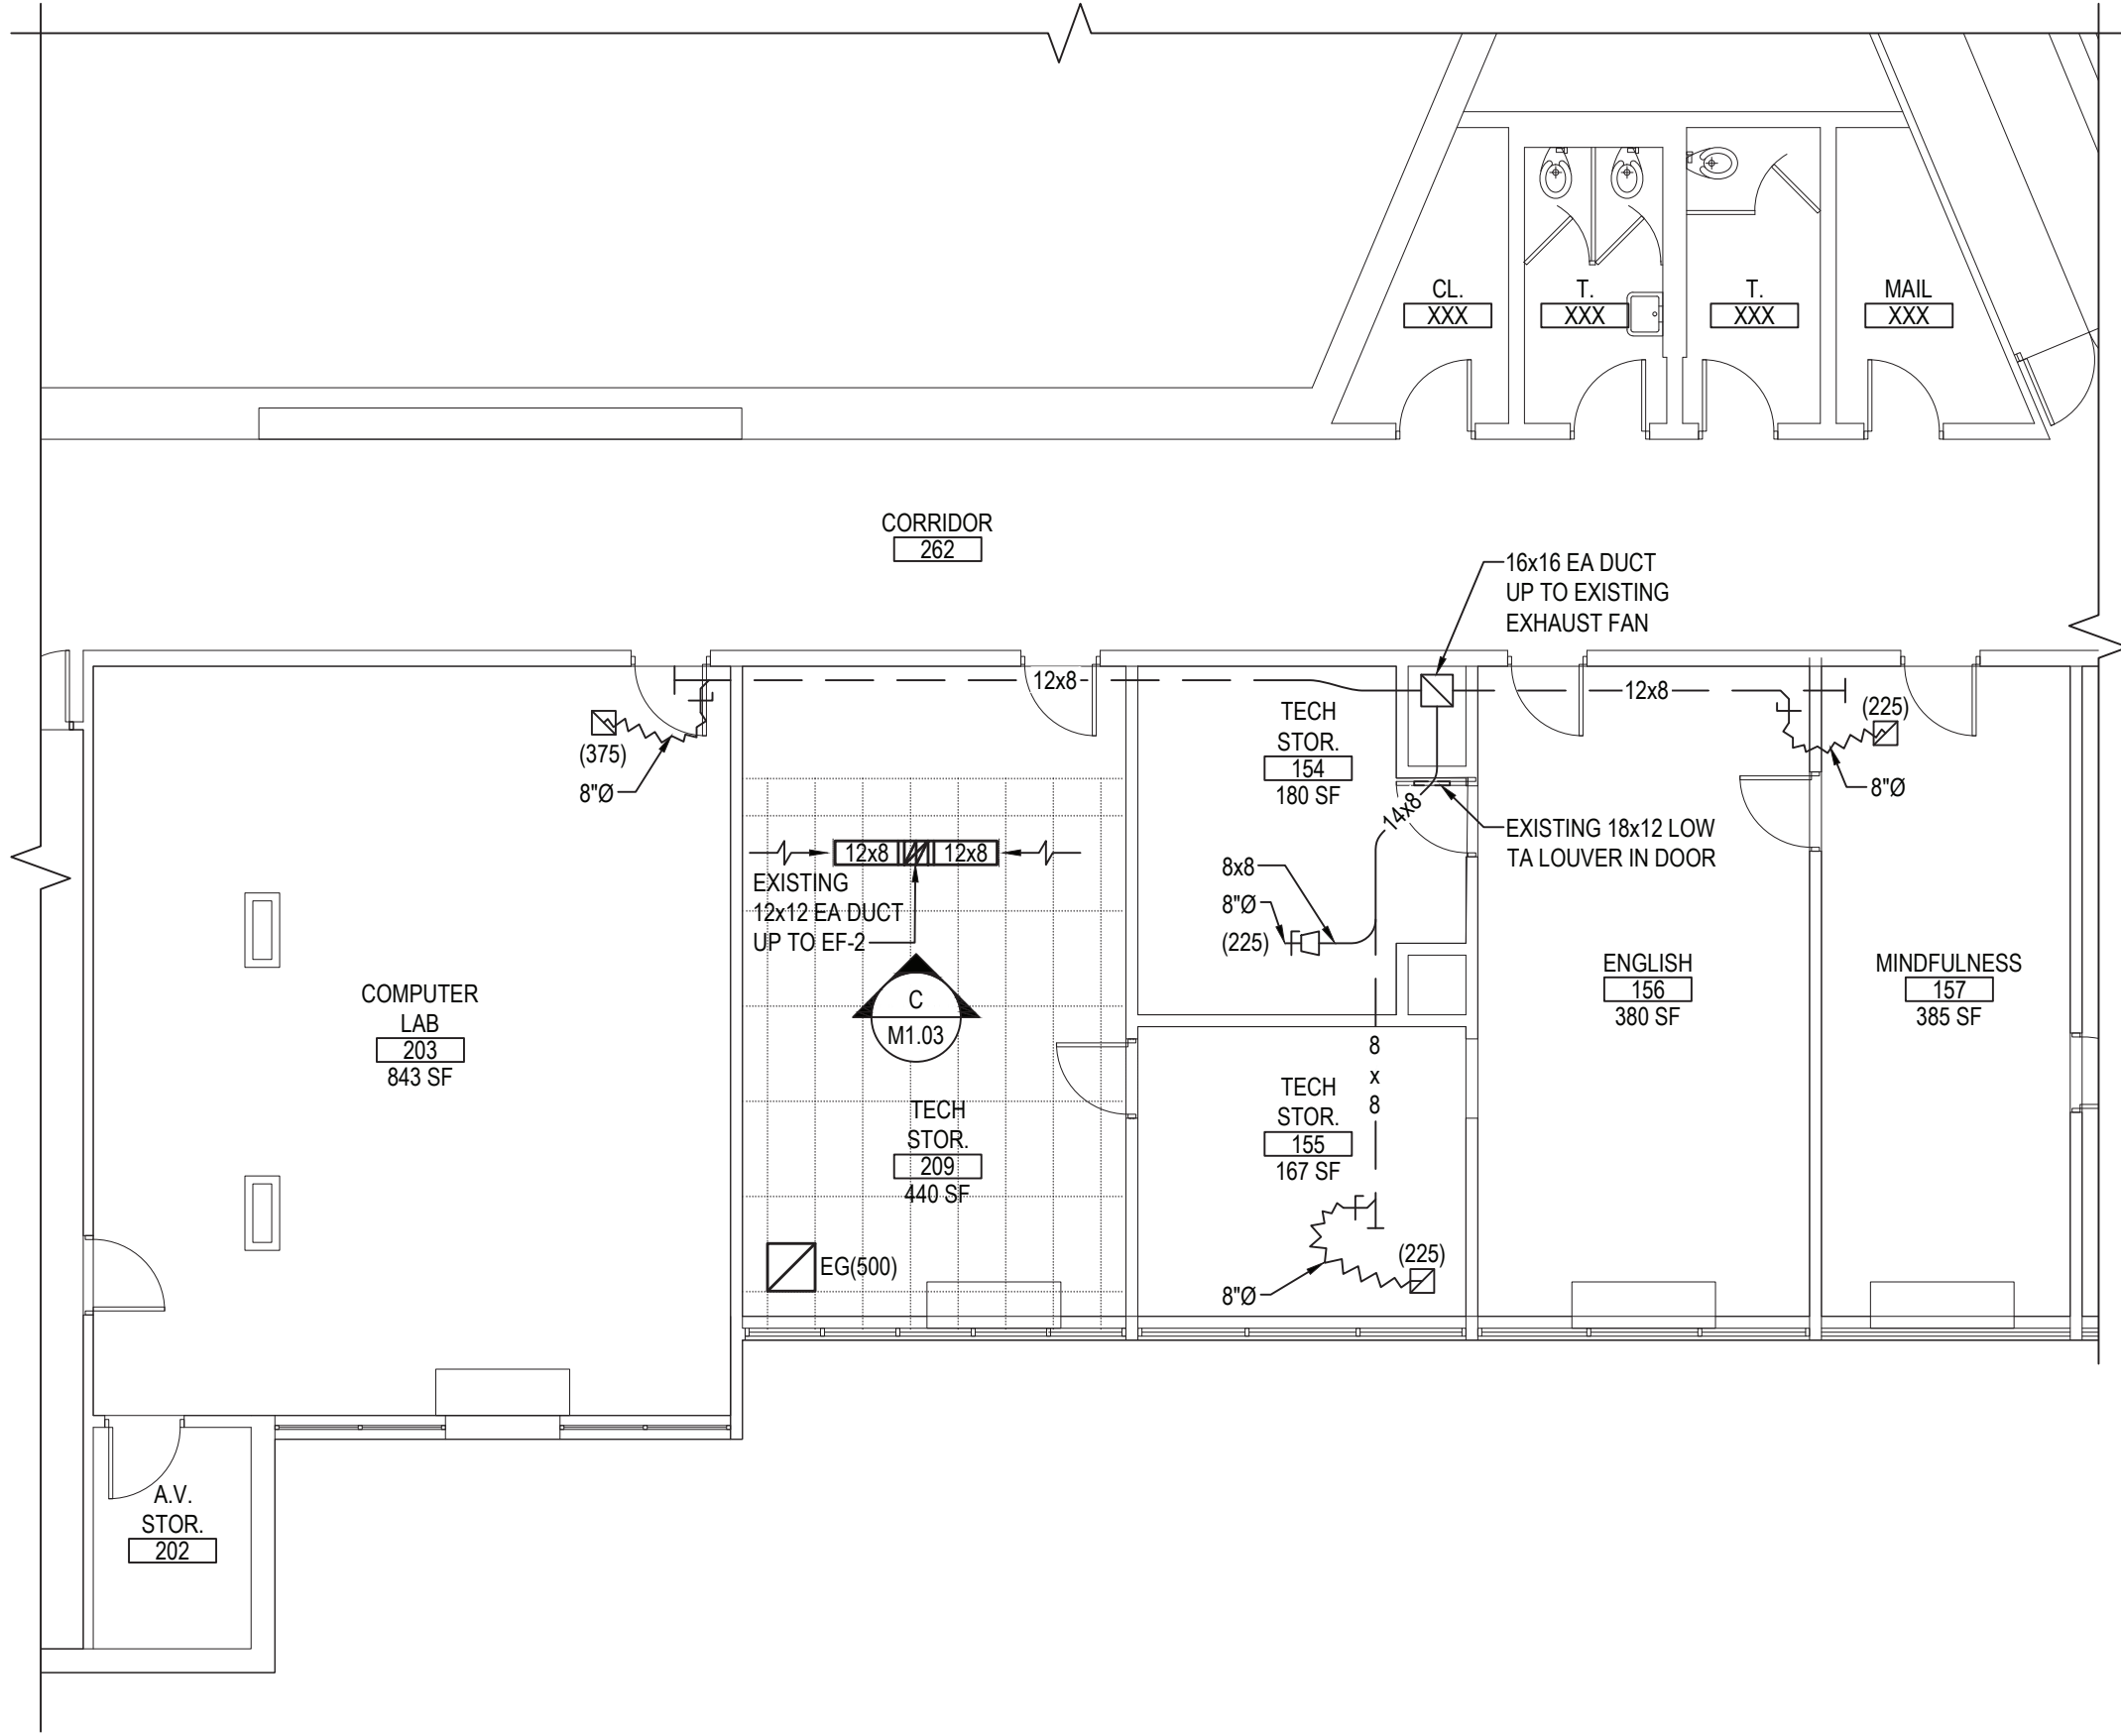 CL.
XXX
T.
XXX
T.
XXX
MAIL
XXX
CORRIDOR
262
16x16 EA DUCT
UP TO EXISTING
EXHAUST FAN
12x8
12x8
(375)
8"Ø
TECH
STOR.
154
180 SF
(225)
8"Ø
14x8
EXISTING 18x12 LOW
TA LOUVER IN DOOR
12x8
12x8
EXISTING
12x12 EA DUCT
UP TO EF-2
8x8
8"Ø
(225)
C
M1.03
COMPUTER
LAB
203
843 SF
ENGLISH
156
380 SF
MINDFULNESS
157
385 SF
8
x
8
TECH
STOR.
209
440 SF
TECH
STOR.
155
167 SF
EG(500)
(225)
8"Ø
A.V.
STOR.
202